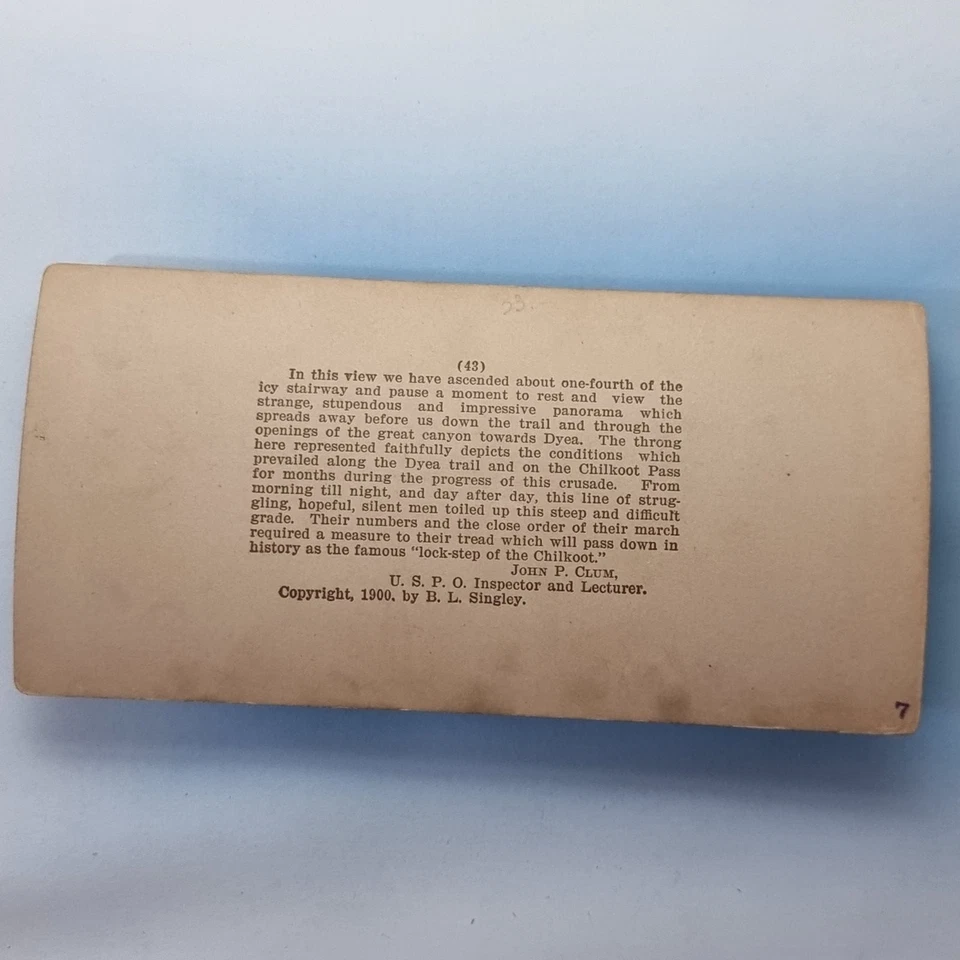 33.
(43)
In this view we have ascended about one-fourth of the
icy stairway and pause a moment to rest and view the
strange, stupendous and impressive panorama which
spreads away before us down the trail and through the
openings of the great canyon towards Dyea. The throng
here represented faithfully depicts the conditions which
prevailed along the Dyea trail and on the Chilkoot Pass
for months during the progress of this crusade. From
morning till night, and day after day, this line of strug-
gling, hopeful, silent men toiled up this steep and difficult
grade. Their numbers and the close order of their march
required a measure to their tread which will pass down in
history as the famous "lock-step of the Chilkoot."
JOHN P. CLUM,
U. S. P. O. Inspector and Lecturer.
Copyright, 1900. by B. L. Singley.
7